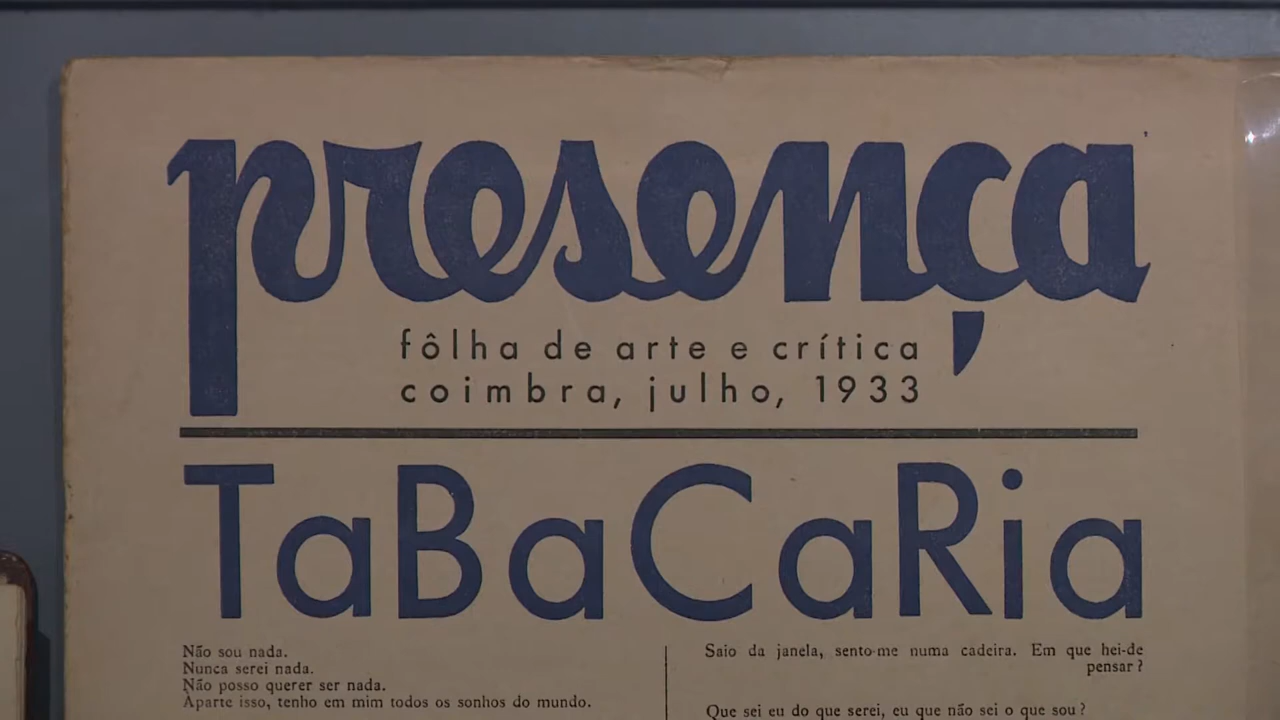 presença
fôlha de arte e crítica
coimbra, julho, 1933
TaBaCaRia
Não sou nada.
Nunca serei nada.
Não posso querer ser nada.
Aparte isso, tenho em mim todos os sonhos do mundo.
Saio da janela, sento-me numa cadeira. Em que hei-de
pensar?
Que sei eu do que serei, eu que não sei o que sou?